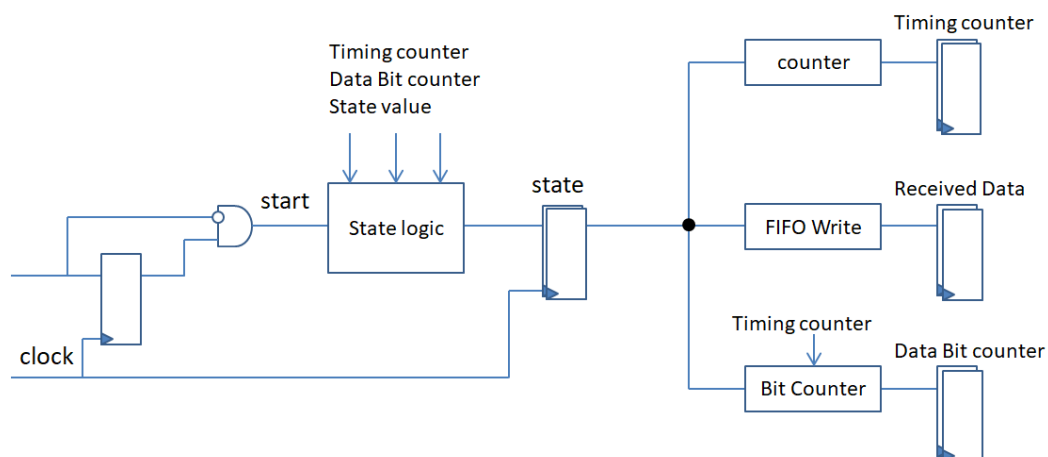 Timing counter
Timing counter
Data Bit counter
State value
counter
start
state
Received Data
State logic
FIFO Write
Timing counter
clock
Data Bit counter
Bit Counter